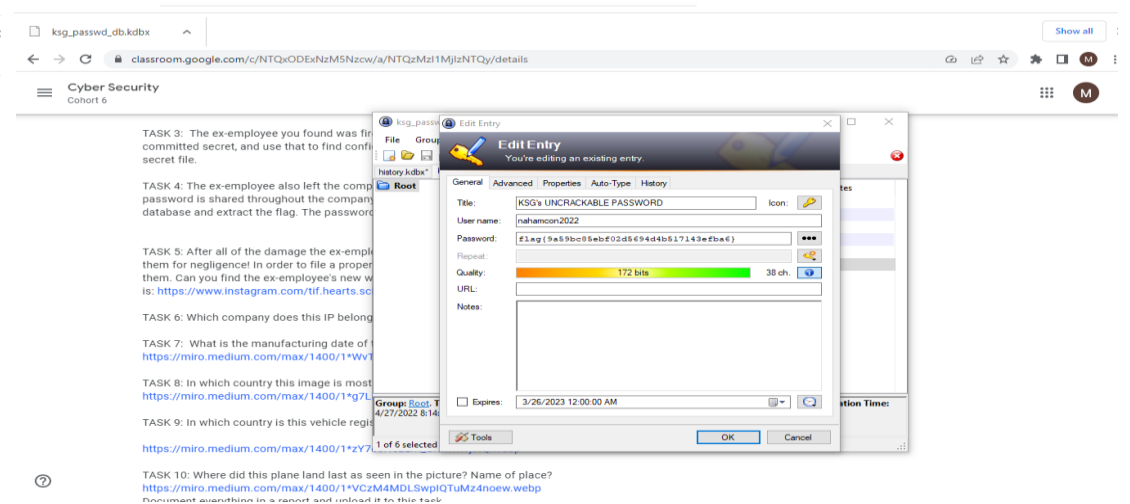 ksg_passwd_db.kdbx
Show all
classroom.google.com/c/NTQxODExNzM5Nzcw/a/NTQzMzI1MjIzNTQy/details
M
Cyber Security
Cohort 6
M
TASK 3: The ex-employee you found was fir
committed secret, and use that to find confi
secret file.
TASK 4: The ex-employee also left the comp
password is shared throughout the company
database and extract the flag. The password
TASK 5: After all of the damage the ex-emplo
them for negligence! In order to file a proper
them. Can you find the ex-employee's new w
is: https://www.instagram.com/tif.hearts.sc
TASK 6: Which company does this IP belong
TASK 7: What is the manufacturing date of
https://miro.medium.com/max/1400/1*WvT
TASK 8: In which country this image is most
https://miro.medium.com/max/1400/1*g7L
TASK 9: In which country is this vehicle regis
https://miro.medium.com/max/1400/1*zY7
TASK 10: Where did this plane land last as seen in the picture? Name of place?
https://miro.medium.com/max/1400/1*VCzM4MDLSwpIQTuMz4noew.webp
Document everything in a report and upload it to this task
ksg_passw
File Group
history.kdbx*
Root
tes
Group: Root, T
ation Time:
4/27/2022 8:14:
1 of 6 selected
Edit Entry
Edit Entry
You're editing an existing entry.
General Advanced Properties Auto-Type History
Title: KSG's UNCRACKABLE PASSWORD Icon:
User name: nahamcon2022
Password: flag{9a59bc85ebf02d5694d4b517143efba6}
Repeat:
Quality: 172 bits 38 ch.
URL:
Notes:
Expires: 3/26/2023 12:00:00 AM
Tools OK Cancel